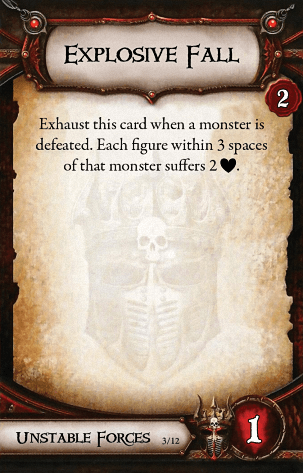 Explosive Fall
2
Exhaust this card when a monster is
defeated. Each figure within 3 spaces
of that monster suffers 2 ♥.
Unstable Forces 3/12
1